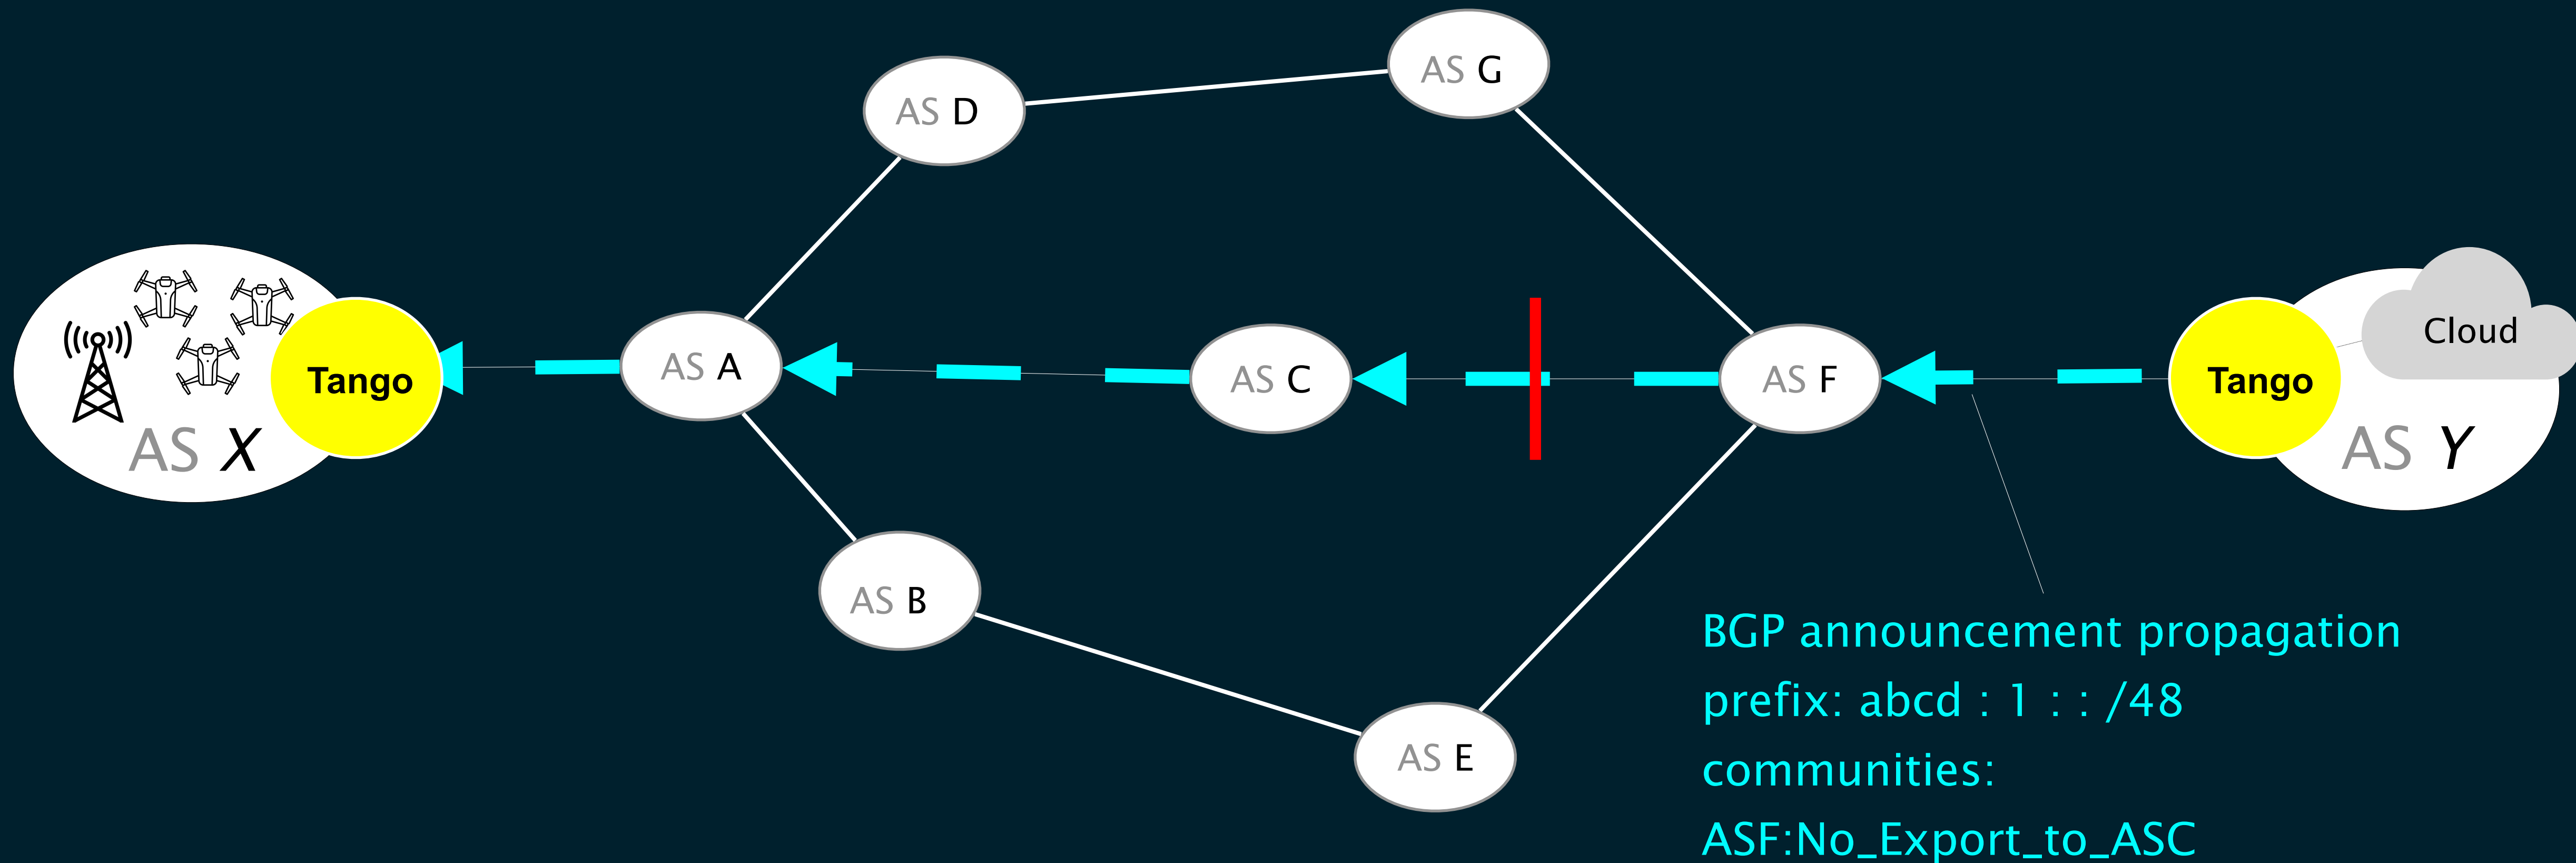 AS G
AS D
Cloud
AS A
AS C
AS F
Tango
Tango
AS X
AS Y
AS B
BGP announcement propagation
prefix: abcd : 1 : : /48
AS E
communities:
ASF:No_Export_to_ASC